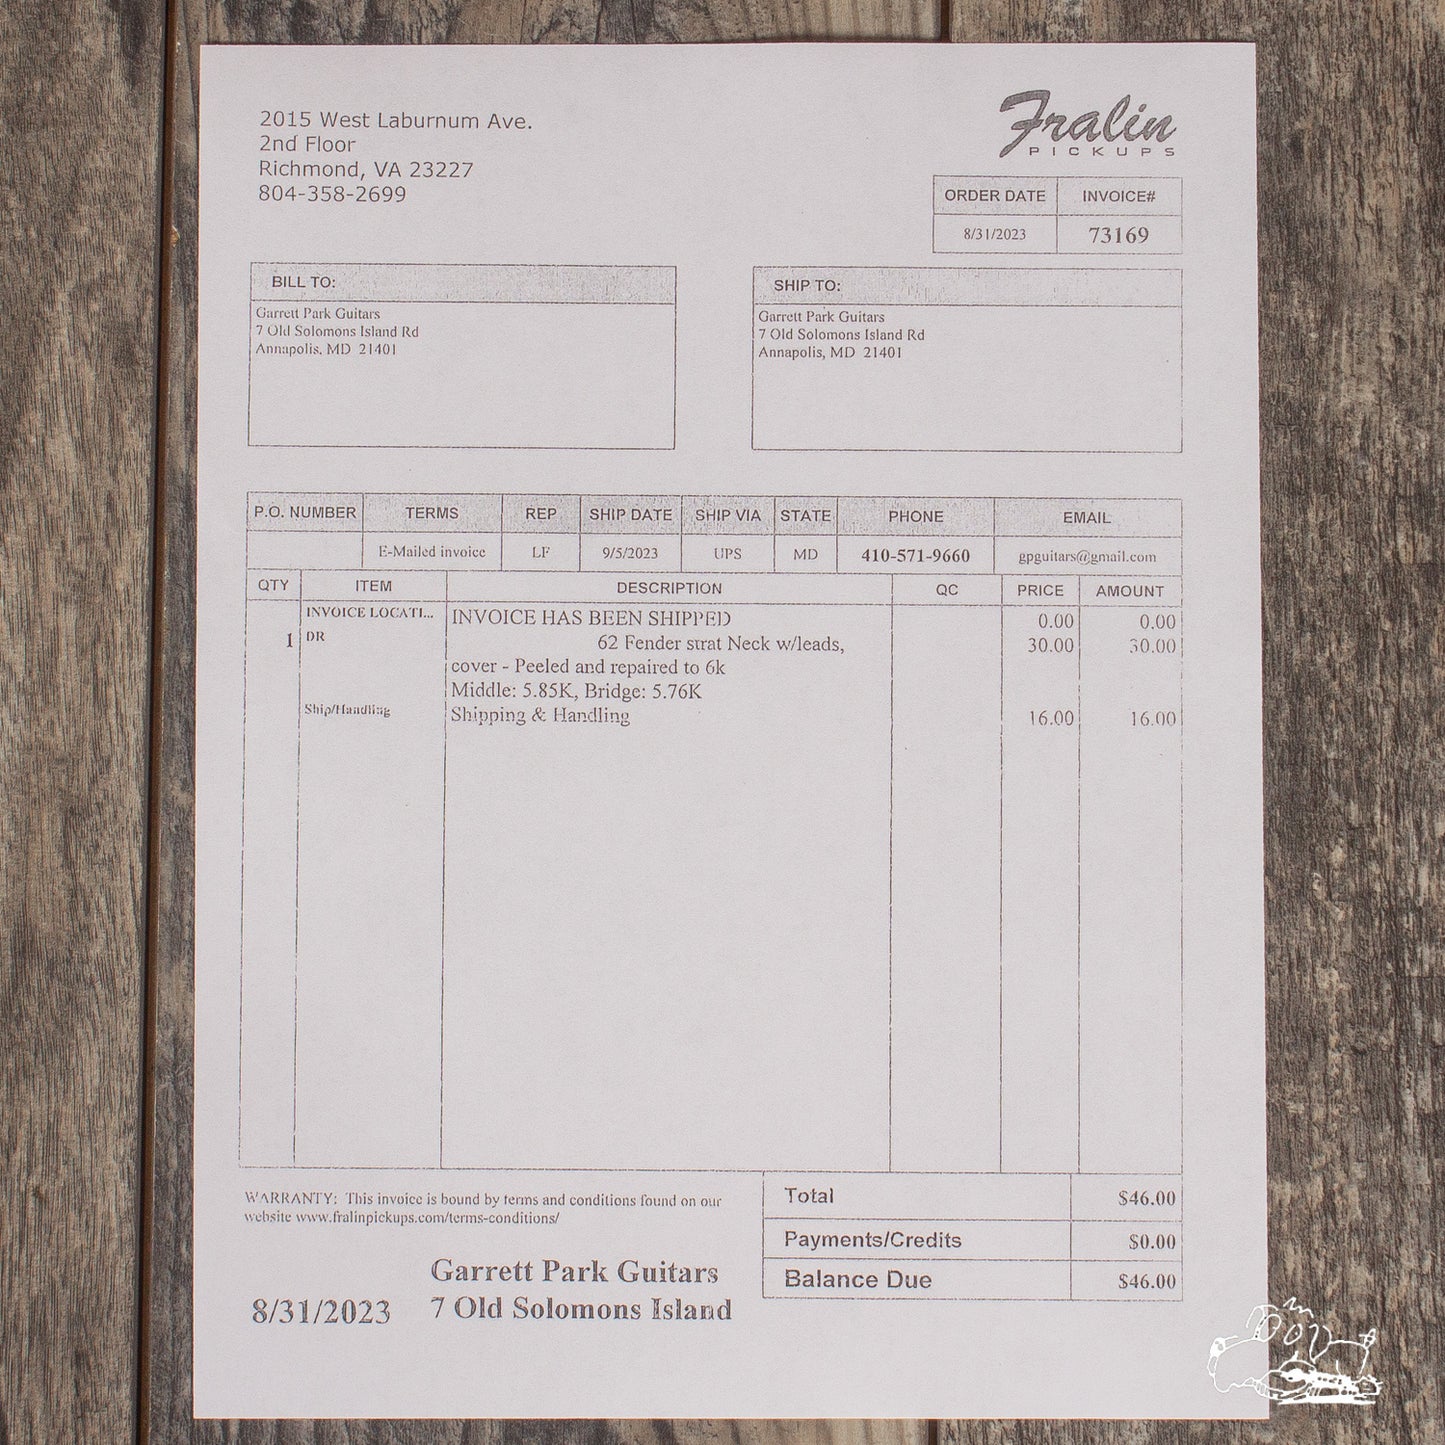 2015 West Laburnum Ave.
2nd Floor
Richmond, VA 23227
804-358-2699
Fralin
PICKUPS
ORDER DATE INVOICE#
8/31/2023 73169
BILL TO:
Garrett Park Guitars
7 Old Solomons Island Rd
Annapolis, MD 21401
SHIP TO:
Garrett Park Guitars
7 Old Solomons Island Rd
Annapolis, MD 21401
P.O. NUMBER TERMS REP SHIP DATE SHIP VIA STATE PHONE EMAIL
E-Mailed invoice LF 9/5/2023 UPS MD 410-571-9660 gpguitars@gmail.com
QTY ITEM DESCRIPTION QC PRICE AMOUNT
INVOICE LOCATI... INVOICE HAS BEEN SHIPPED 0.00 0.00
1 DR 62 Fender strat Neck w/leads, 30.00 30.00
cover - Peeled and repaired to 6k
Middle: 5.85K, Bridge: 5.76K
Ship/Handling Shipping & Handling 16.00 16.00
WARRANTY: This invoice is bound by terms and conditions found on our
website www.fralinpickups.com/terms-conditions/
Total $46.00
Payments/Credits $0.00
Balance Due $46.00
Garrett Park Guitars
8/31/2023 7 Old Solomons Island